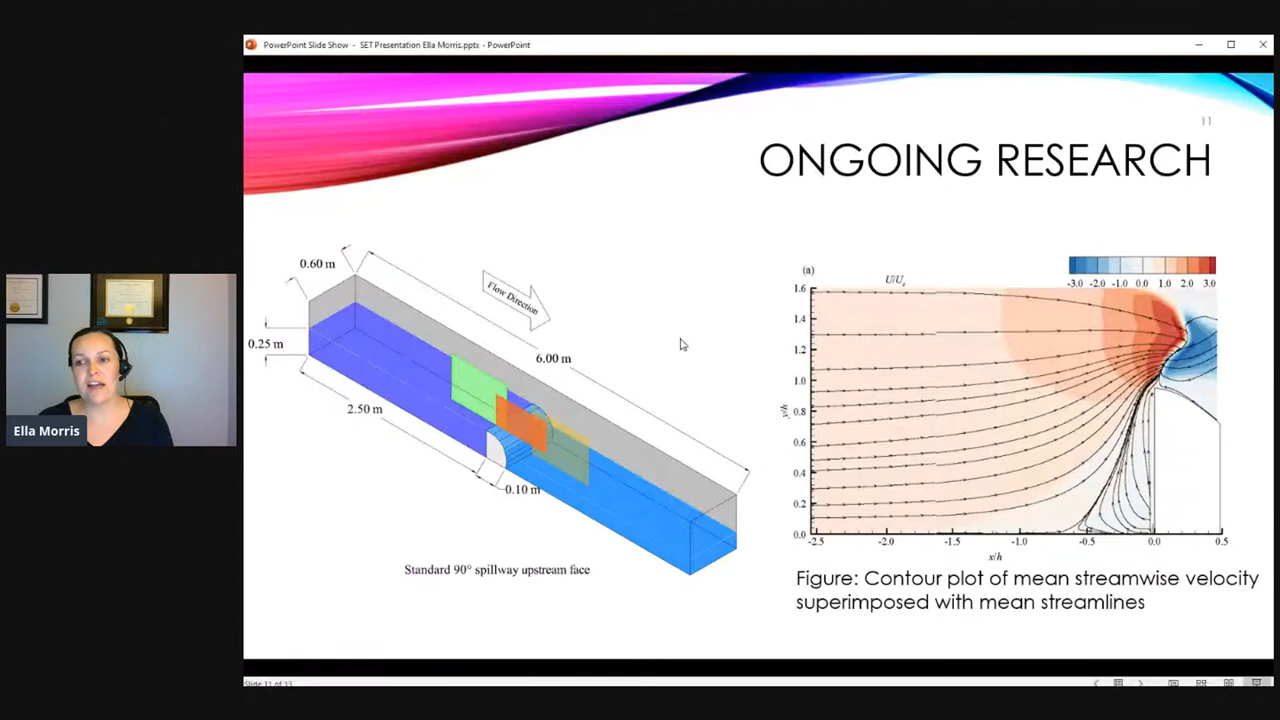 PowerPoint Slide Show - SET Presentation Ella Morris.pptx - PowerPoint
11
ONGOING RESEARCH
0.60 m
Flow Direction
0.25 m
6.00 m
2.50 m
0.10 m
Standard 90° spillway upstream face
(a)
U/Ue
-3.0 -2.0 -1.0 0.0 1.0 2.0 3.0
1.6
1.4
1.2
1.0
0.8
0.6
0.4
0.2
0.0
y/h
-2.5 -2.0 -1.5 -1.0 -0.5 0.0 0.5
x/h
Figure: Contour plot of mean streamwise velocity
superimposed with mean streamlines
Ella Morris
Slide 11 of 13